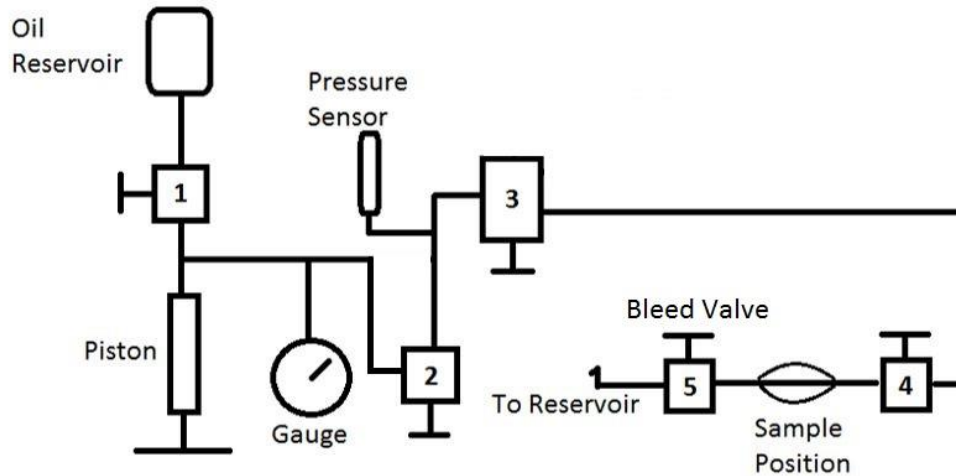 Oil
Reservoir
Pressure
Sensor
1
3
Piston
Gauge
2
Bleed Valve
To Reservoir
5
4
Sample
Position